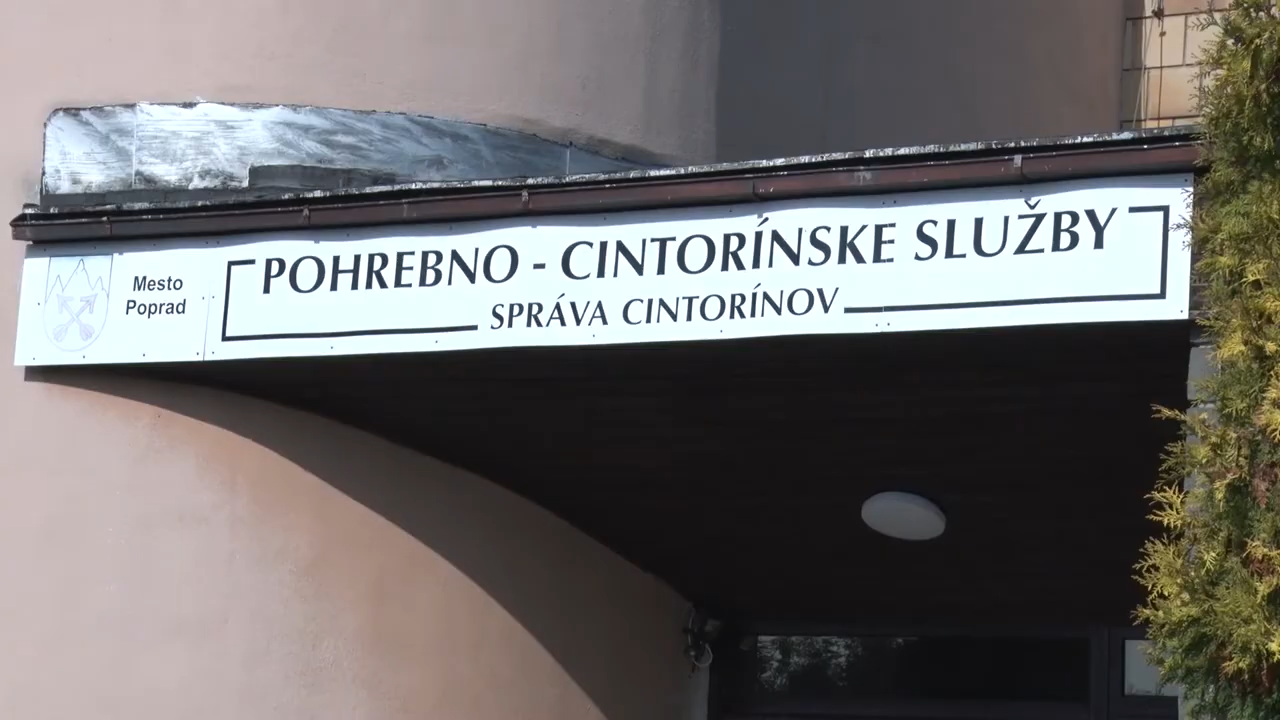 Mesto
Poprad
POHREBNO - CINTORÍNSKE SLUŽBY
SPRÁVA CINTORÍNOV